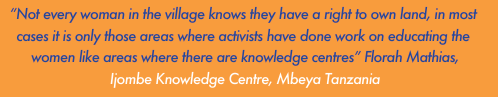 “Not every woman in the village knows they have a right to own land, in most
cases it is only those areas where activists have done work on educating the
women like areas where there are knowledge centres” Florah Mathias,
Ijombe Knowledge Centre, Mbeya Tanzania